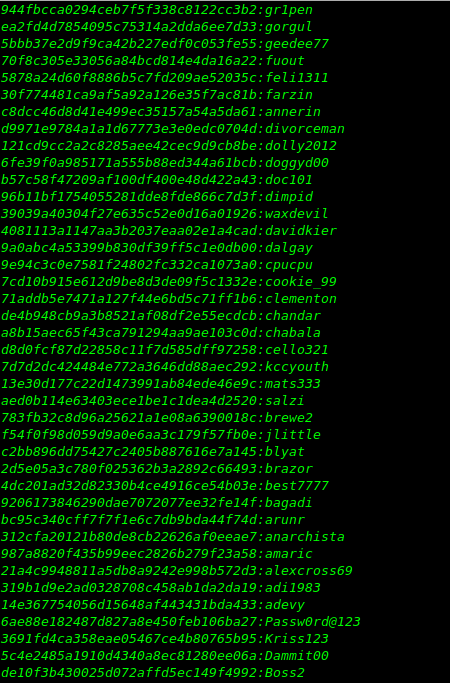 944fbcca0294ceb7f5f338c8122cc3b2:gr1pen
ea2fd4d7854095c75314a2dda6ee7d33:gorgul
5bbb37e2d9f9ca42b227edf0c053fe55:geedee77
70f8c305e33056a84bcd814e4da16a22:fuout
5878a24d60f8886b5c7fd209ae52035c:feli1311
30f774481ca9af5a92a126e35f7ac81b:farzin
c8dcc46d8d41e499ec35157a54a5da61:annerin
d9971e9784a1a1d67773e3e0edc0704d:divorceman
121cd9cc2a2c8285aee42cec9d9cb8be:dolly2012
6fe39f0a985171a555b88ed344a61bcb:doggyd00
b57c58f47209af100df400e48d422a43:doc101
96b11bf1754055281dde8fde866c7d3f:dimpid
39039a40304f27e635c52e0d16a01926:waxdevil
4081113a1147aa3b2037eaa02e1a4cad:davidkier
9a0abc4a53399b830df39ff5c1e0db00:dalgay
9e94c3c0e7581f24802fc332ca1073a0:cpucpu
7cd10b915e612d9be8d3de09f5c1332e:cookie_99
71addb5e7471a127f44e6bd5c71ff1b6:clementon
de4b948cb9a3b8521af08df2e55ecdcb:chandar
a8b15aec65f43ca791294aa9ae103c0d:chabala
d8d0fcf87d22858c11f7d585dff97258:cello321
7d7d2dc424484e772a3646dd88aec292:kccyouth
13e30d177c22d1473991ab84ede46e9c:mats333
aed0b114e63403ece1be1c1dea4d2520:salzi
783fb32c8d96a25621a1e08a6390018c:brewe2
f54f0f98d059d9a0e6aa3c179f57fb0e:jlittle
c2bb896dd75427c2405b887616e7a145:blyat
2d5e05a3c780f025362b3a2892c66493:brazor
4dc201ad32d82330b4ce4916ce54b03e:best7777
9206173846290dae7072077ee32fe14f:bagadi
bc95c340cff7f7f1e6c7db9bda44f74d:arunr
312cfa20121b80de8cb22626af0eeae7:anarchista
987a8820f435b99eec2826b279f23a58:amaric
21a4c9948811a5db8a9242e998b572d3:alexcross69
319b1d9e2ad0328708c458ab1da2da19:adi1983
14e367754056d15648af443431bda433:adevy
6ae88e182487d827a8e450feb106ba27:Passw0rd@123
3691fd4ca358eae05467ce4b80765b95:Kriss123
5c4e2485a1910d4340a8ec81280ee06a:Dammit00
de10f3b430025d072affd5ec149f4992:Boss2